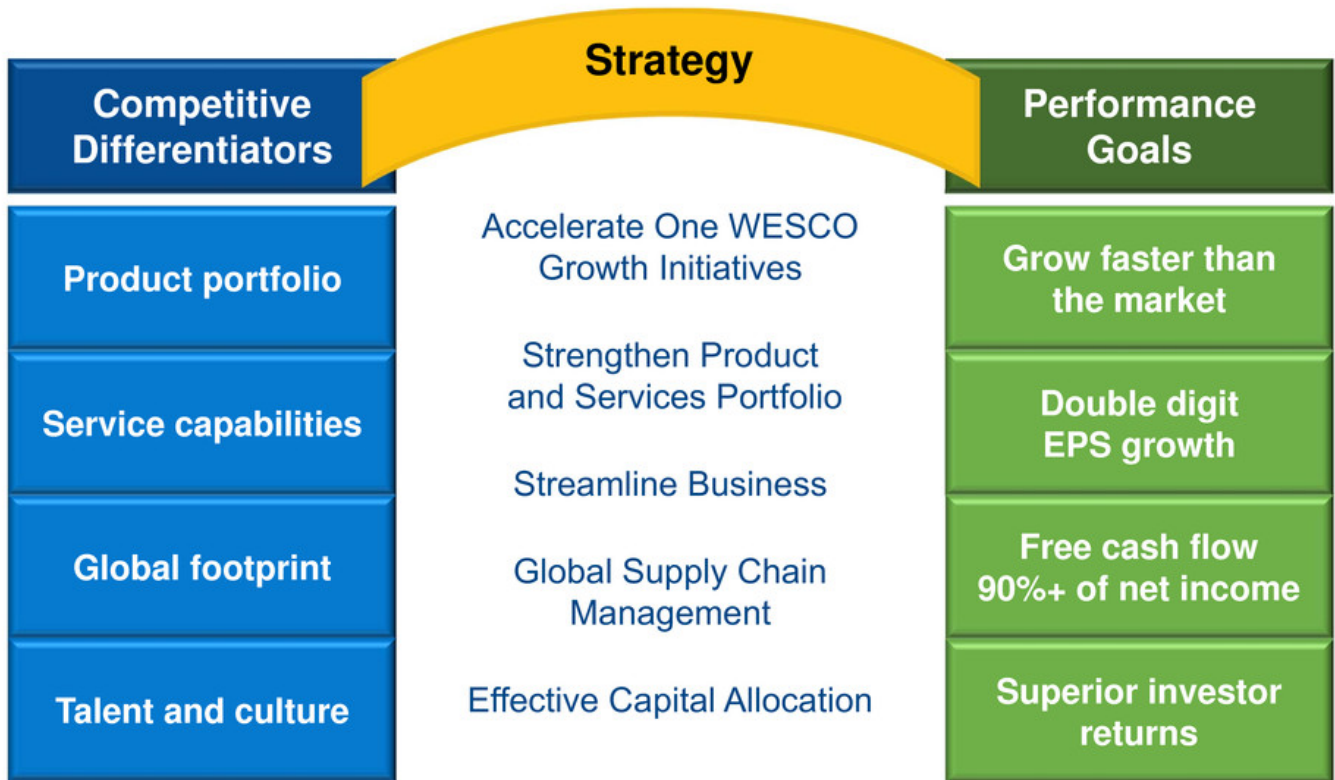 Strategy
Competitive
Differentiators
Product portfolio
Service capabilities
Global footprint
Talent and culture
Accelerate One WESCO
Growth Initiatives
Strengthen Product
and Services Portfolio
Streamline Business
Global Supply Chain
Management
Effective Capital Allocation
Performance
Goals
Grow faster than
the market
Double digit
EPS growth
Free cash flow
90%+ of net income
Superior investor
returns